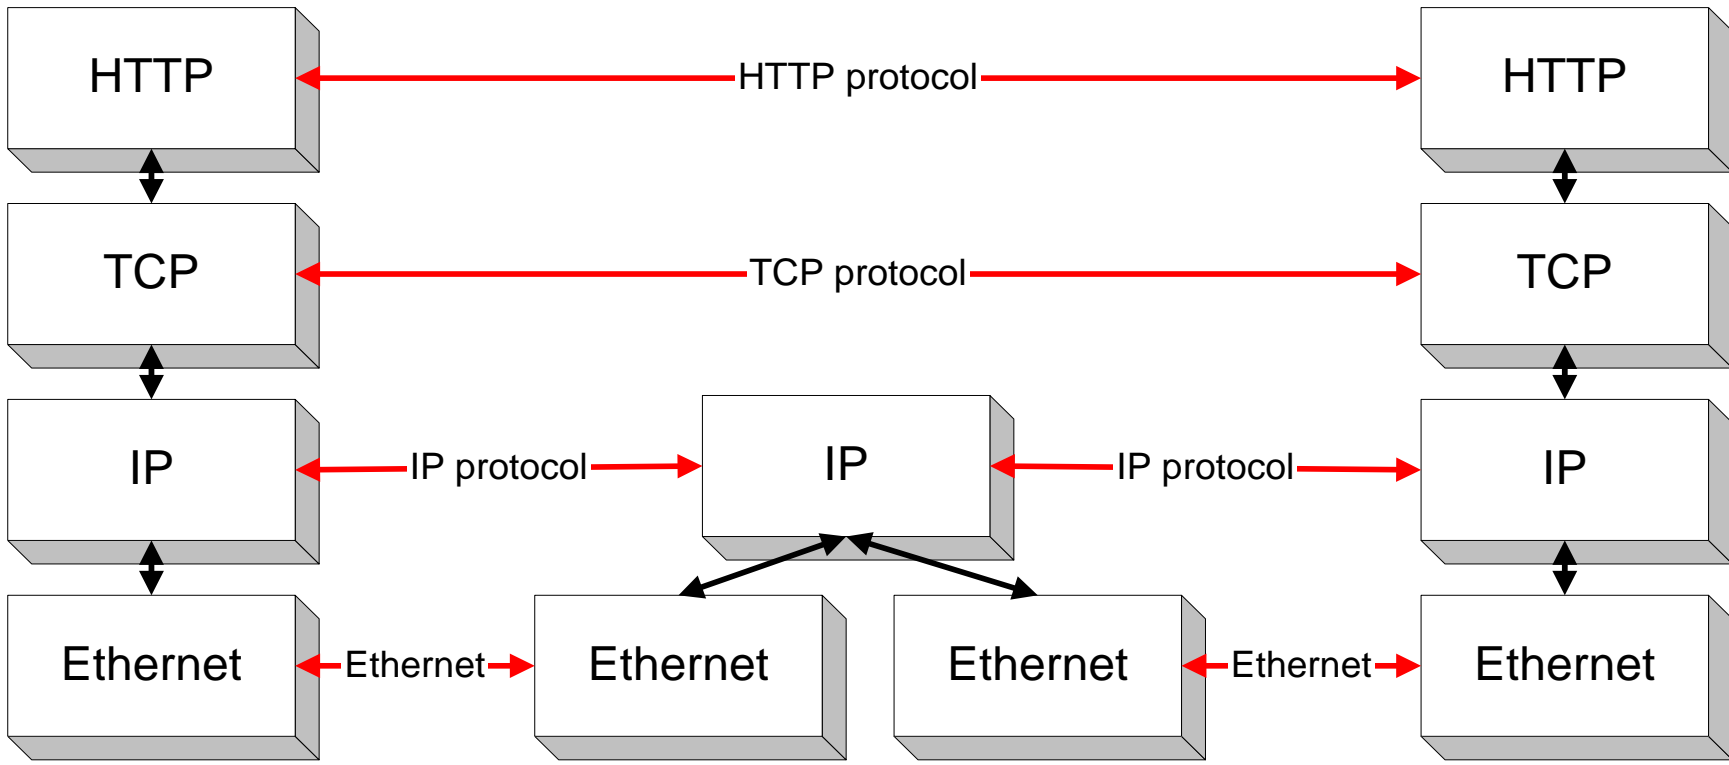 HTTP
HTTP protocol
HTTP
TCP
TCP protocol
TCP
IP
IP protocol
IP
IP protocol
IP
Ethernet
Ethernet
Ethernet
Ethernet
Ethernet
Ethernet